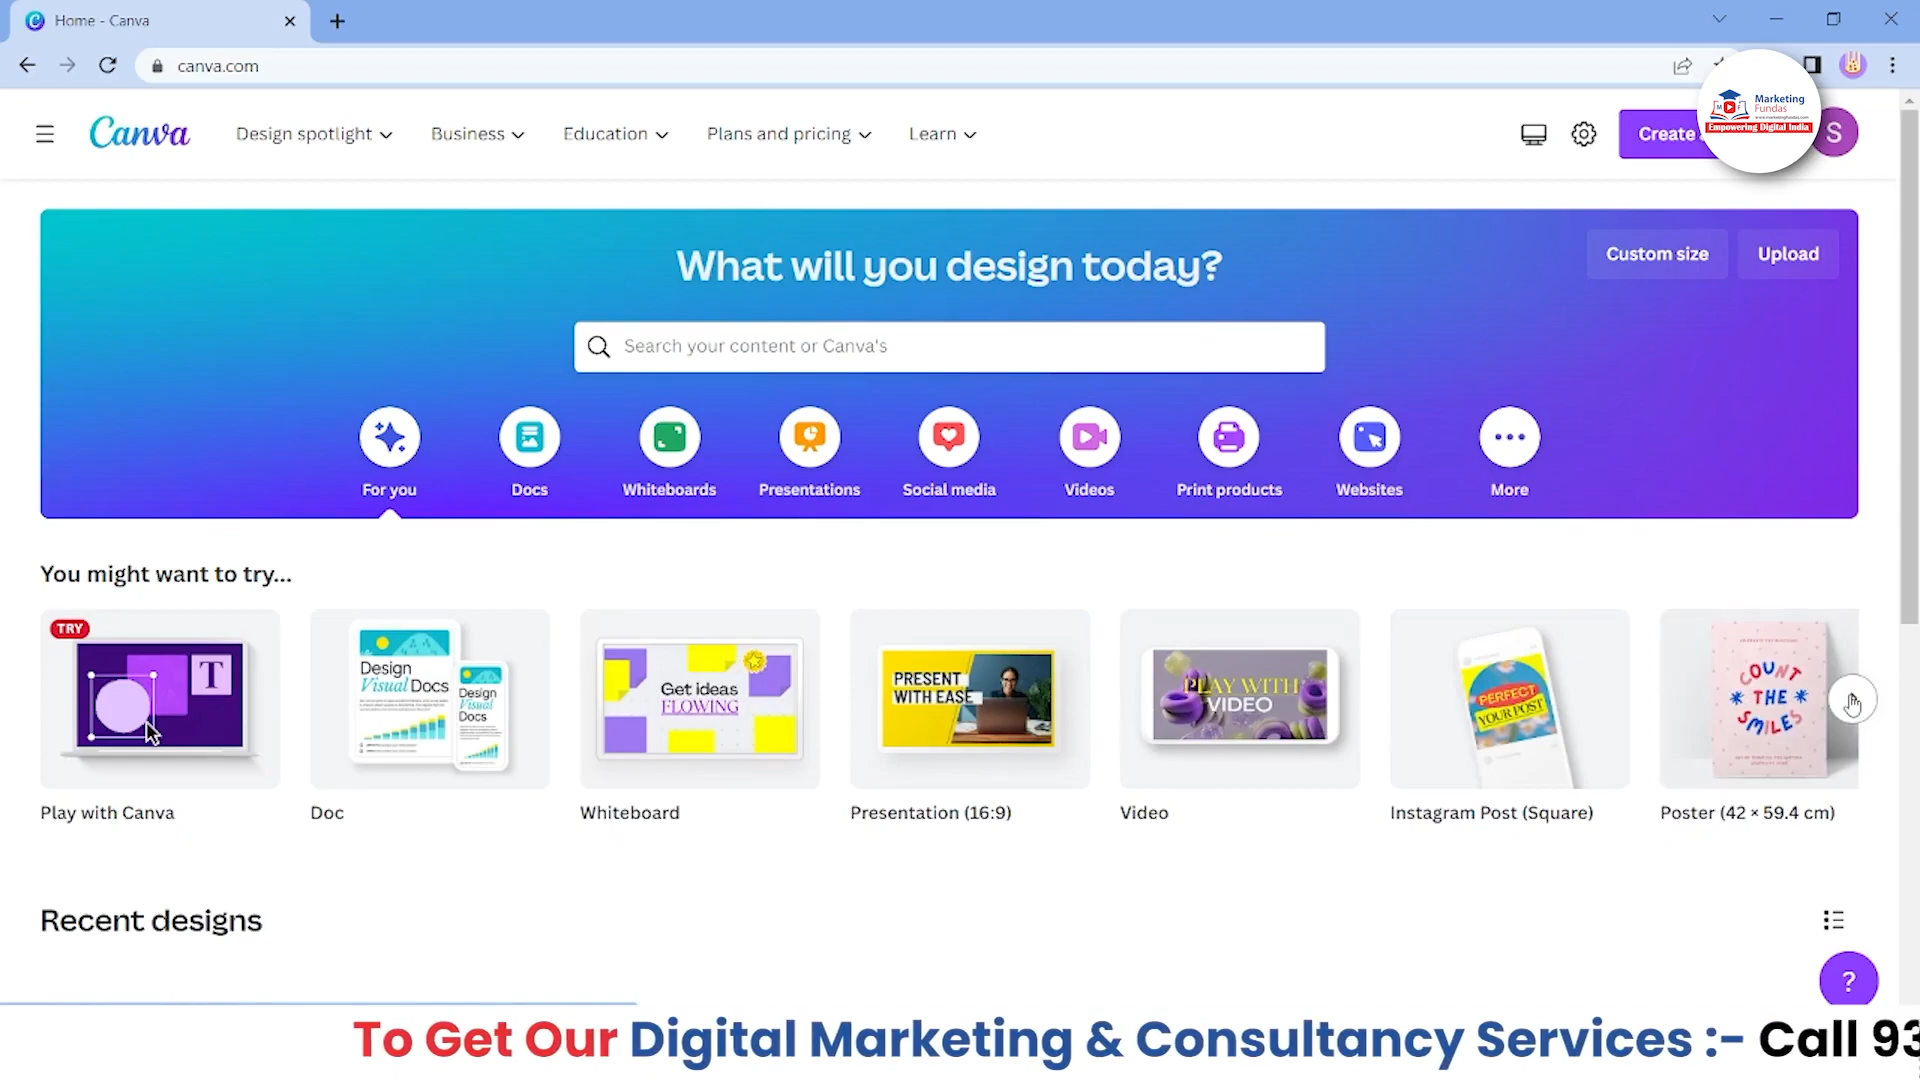 Home - Canva
canva.com
Canva
Design spotlight
Business
Education
Plans and pricing
Learn
Create
S
MF
Marketing
Fundas
www.marketingfundas.com
Empowering Digital India
What will you design today?
Custom size
Upload
Search your content or Canva's
For you
Docs
Whiteboards
Presentations
Social media
Videos
Print products
Websites
More
You might want to try...
TRY
T
Design
Visual Docs
Design
Visual
Docs
Get ideas
FLOWING
PRESENT
WITH EASE
PLAY WITH
VIDEO
PERFECT
YOUR POST
COUNT
THE
SMILES
Play with Canva
Doc
Whiteboard
Presentation (16:9)
Video
Instagram Post (Square)
Poster (42 × 59.4 cm)
Recent designs
?
To Get Our Digital Marketing & Consultancy Services :- Call 93